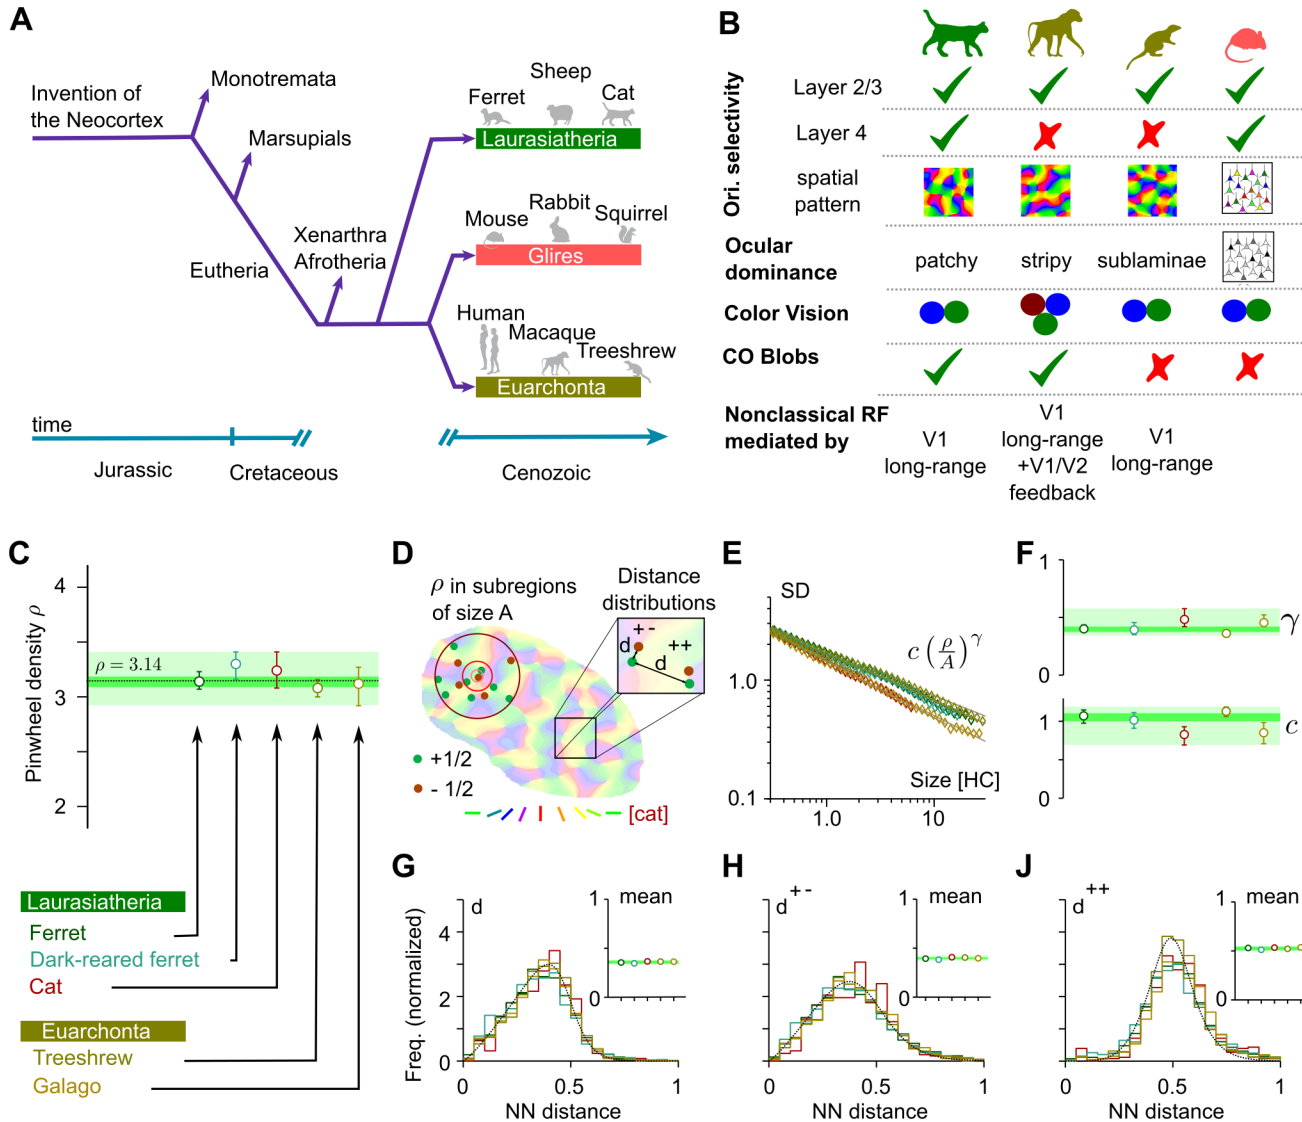 A
Invention of
the Neocortex
Monotremata
Marsupials
Eutheria
Xenarthra
Afrotheria
Sheep
Ferret
Cat
Laurasiatheria
Rabbit
Mouse
Squirrel
Glires
Human
Macaque
Treeshrew
Euarchonta
time
Jurassic
Cretaceous
Cenozoic
B
Ori. selectivity
Layer 2/3
Layer 4
spatial
pattern
Ocular
dominance
patchy
stripy
sublaminae
Color Vision
CO Blobs
Nonclassical RF
mediated by
V1
long-range
V1
long-range
+V1/V2
feedback
V1
long-range
C
Pinwheel density ρ
4
3
2
ρ = 3.14
Laurasiatheria
Ferret
Dark-reared ferret
Cat
Euarchonta
Treeshrew
Galago
D
ρ in subregions
of size A
Distance
distributions
+-
d
++
d
+1/2
- 1/2
[cat]
E
SD
c (ρ/A)^γ
1.0
0.1
Size [HC]
1.0
10
F
1
0
γ
1
0
c
G
Freq. (normalized)
d
4
2
0
0
0.5
1
NN distance
1
mean
0
H
d+-
0
0.5
1
NN distance
1
mean
0
J
d++
0
0.5
1
NN distance
1
mean
0